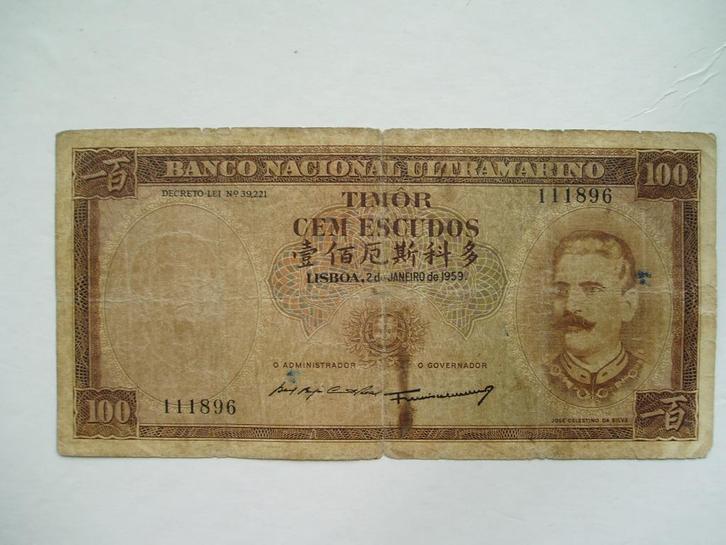 一百 BANCO NACIONAL ULTRAMARINO 100
DECRETO-LEI Nº 39,221
TIMÔR
111896
CEM ESCUDOS
壹佰厄斯科多
LISBOA, 2 de JANEIRO de 1959.
O ADMINISTRADOR O GOVERNADOR
100 111896
JOSÉ CELESTINO DA SILVA
一百